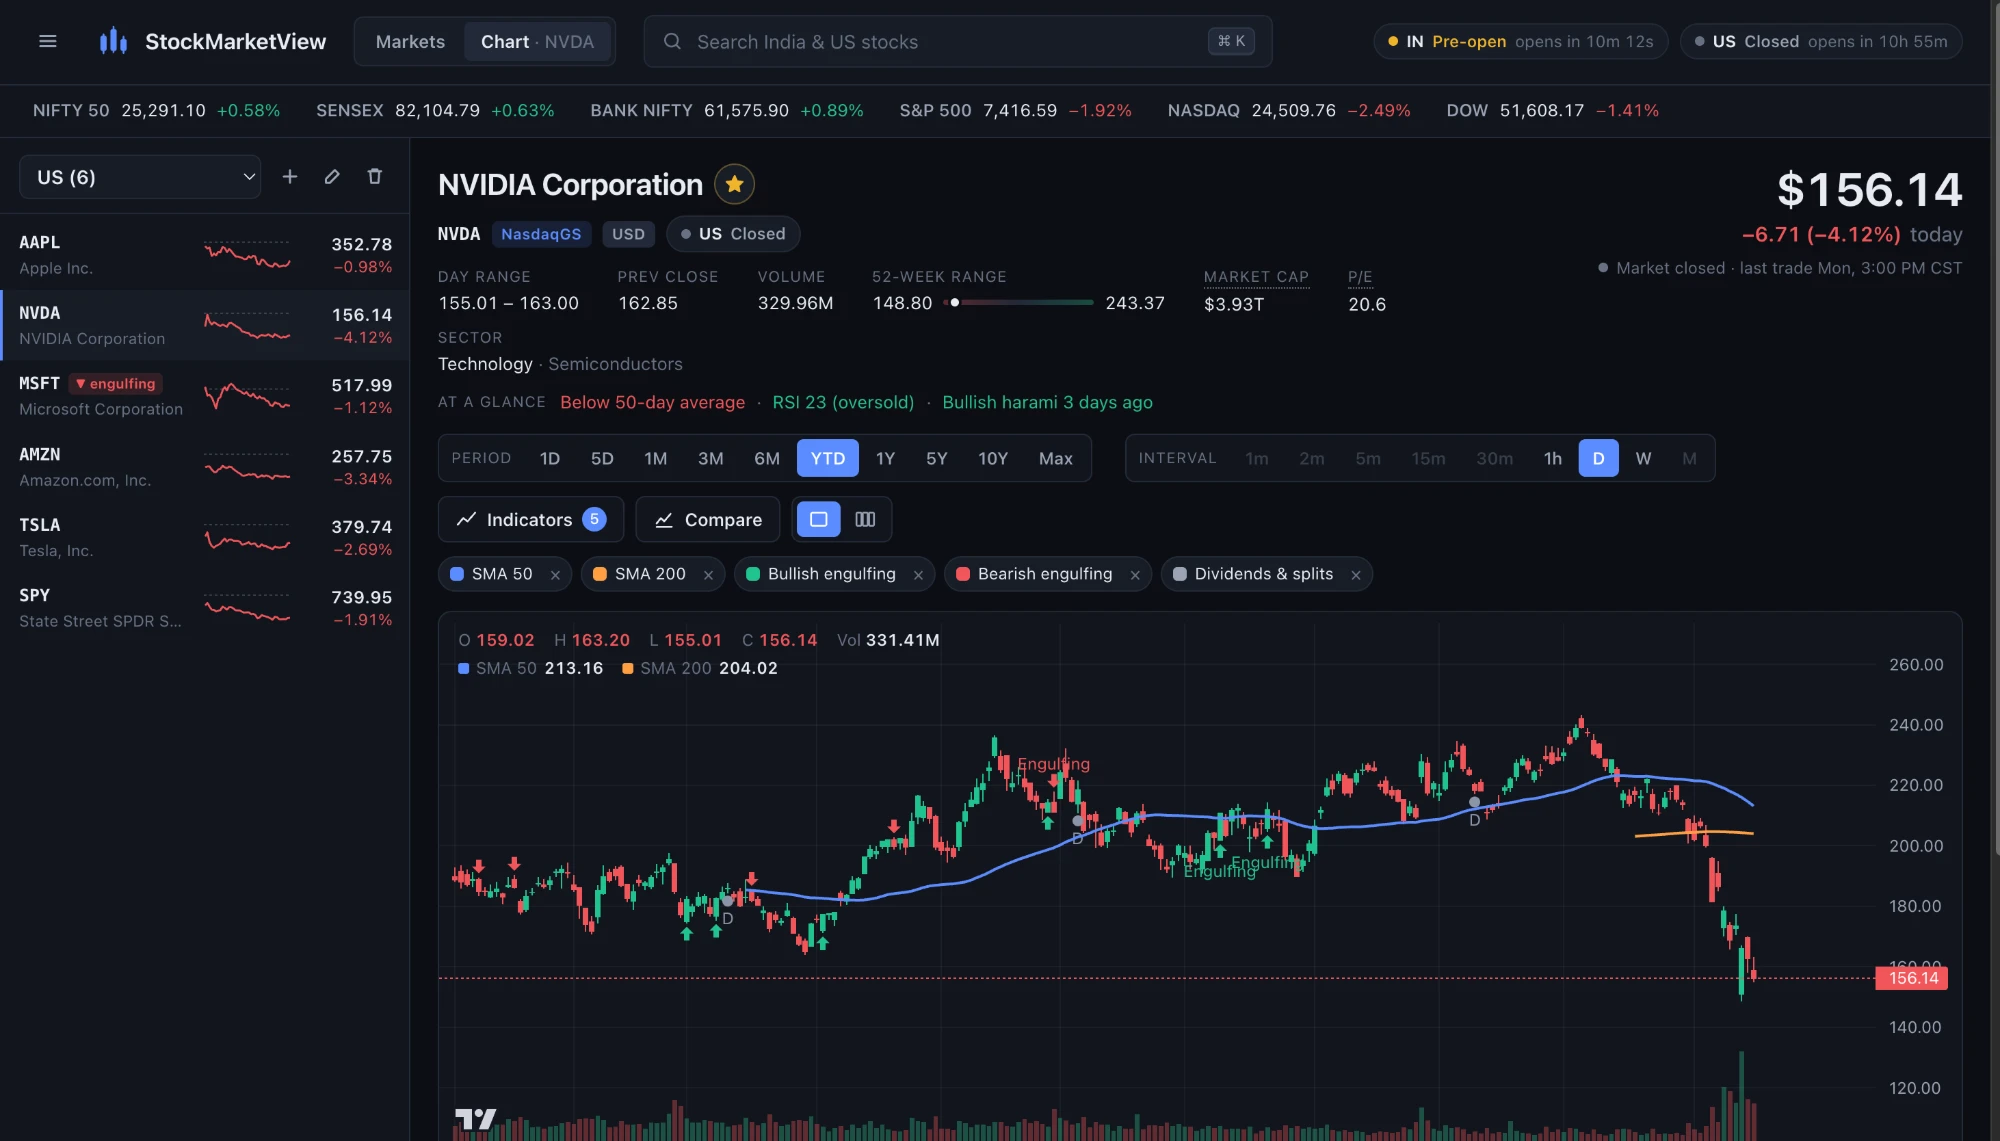 StockMarketView
Markets
Chart · NVDA
Search India & US stocks
⌘ K
IN Pre-open opens in 10m 12s
US Closed opens in 10h 55m
NIFTY 50 25,291.10 +0.58%
SENSEX 82,104.79 +0.63%
BANK NIFTY 61,575.90 +0.89%
S&P 500 7,416.59 −1.92%
NASDAQ 24,509.76 −2.49%
DOW 51,608.17 −1.41%
US (6)
AAPL 352.78
Apple Inc. −0.98%
NVDA 156.14
NVIDIA Corporation −4.12%
MSFT ▼ engulfing 517.99
Microsoft Corporation −1.12%
AMZN 257.75
Amazon.com, Inc. −3.34%
TSLA 379.74
Tesla, Inc. −2.69%
SPY 739.95
State Street SPDR S... −1.91%
NVIDIA Corporation
NVDA NasdaqGS USD US Closed
$156.14
−6.71 (−4.12%) today
Market closed · last trade Mon, 3:00 PM CST
DAY RANGE
155.01 – 163.00
PREV CLOSE
162.85
VOLUME
329.96M
52-WEEK RANGE
148.80 243.37
MARKET CAP
$3.93T
P/E
20.6
SECTOR
Technology · Semiconductors
AT A GLANCE Below 50-day average · RSI 23 (oversold) · Bullish harami 3 days ago
PERIOD 1D 5D 1M 3M 6M YTD 1Y 5Y 10Y Max
INTERVAL 1m 2m 5m 15m 30m 1h D W M
Indicators 5
Compare
SMA 50 ×
SMA 200 ×
Bullish engulfing ×
Bearish engulfing ×
Dividends & splits ×
O 159.02 H 163.20 L 155.01 C 156.14 Vol 331.41M
SMA 50 213.16 SMA 200 204.02
260.00
240.00
Engulfing
220.00
D
D
200.00
Engulfing
Engulfing
180.00
D
160.00
156.14
140.00
120.00